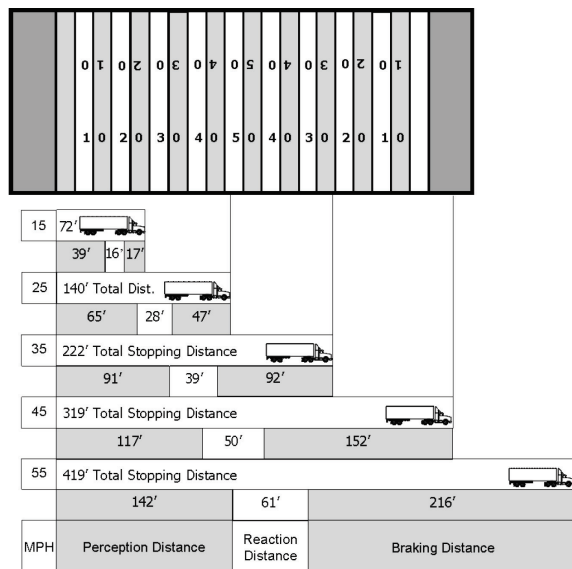 1 0 2 0 3 0 4 0 5 0 4 0 3 0 2 0 1 0
1 0 2 0 3 0 4 0 5 0 4 0 3 0 2 0 1 0
15 72'
39' 16' 17'
25 140' Total Dist.
65' 28' 47'
35 222' Total Stopping Distance
91' 39' 92'
45 319' Total Stopping Distance
117' 50' 152'
55 419' Total Stopping Distance
142' 61' 216'
MPH Perception Distance Reaction Distance Braking Distance